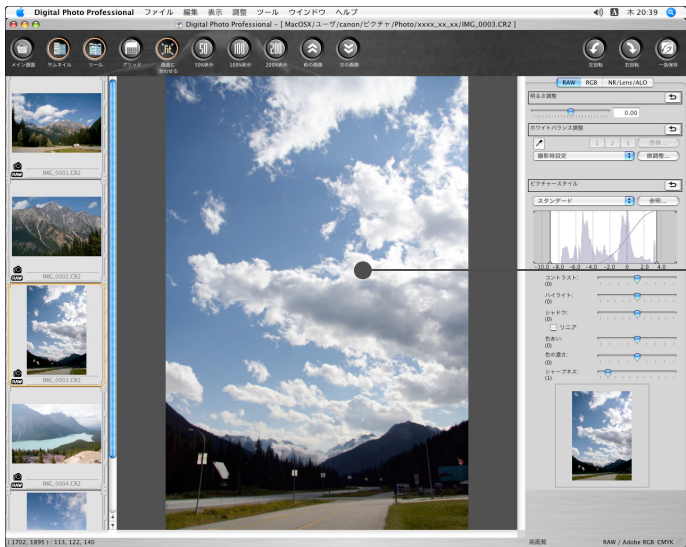 Digital Photo Professional ファイル 編集 表示 調整 ツール ウインドウ ヘルプ
木 20:39
Digital Photo Professional – [ MacOSX/ユーザ/canon/ピクチャ/Photo/xxxx_xx_xx/IMG_0003.CR2 ]
メイン画面 サムネイル ツール グリッド 画面に合わせる 50%表示 100%表示 200%表示 前の画像 次の画像 左回転 右回転 一括保存
RAW RGB NR/Lens/ALO
明るさ調整
0.00
ホワイトバランス調整
1 2 3 登録...
撮影時設定 微調整...
ピクチャースタイル
スタンダード 参照...
-10.0 -8.0 -6.0 -4.0 -2.0 0 2.0 4.0
コントラスト:
(0)
ハイライト:
(0)
シャドウ:
(0)
リニア
色あい:
(0)
色の濃さ:
(0)
シャープネス:
(1)
RAW
IMG_0001.CR2
RAW
IMG_0002.CR2
RAW
IMG_0003.CR2
RAW
IMG_0004.CR2
( 1702, 1895 ) : 113, 122, 140
高画質 RAW / Adobe RGB CMYK